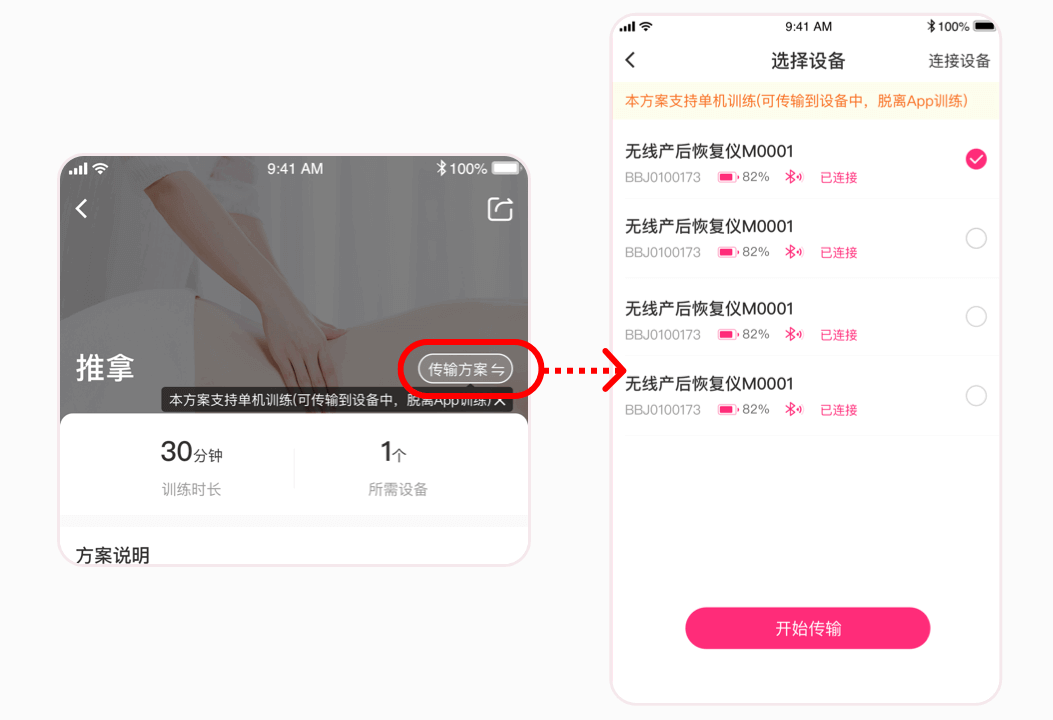 9:41 AM
100%
推拿
传输方案
本方案支持单机训练(可传输到设备中，脱离App训练)
30分钟
1个
训练时长
所需设备
方案说明
9:41 AM
100%
选择设备
连接设备
本方案支持单机训练(可传输到设备中，脱离App训练)
无线产后恢复仪M0001
BBJ0100173 82% 已连接
无线产后恢复仪M0001
BBJ0100173 82% 已连接
无线产后恢复仪M0001
BBJ0100173 82% 已连接
无线产后恢复仪M0001
BBJ0100173 82% 已连接
开始传输